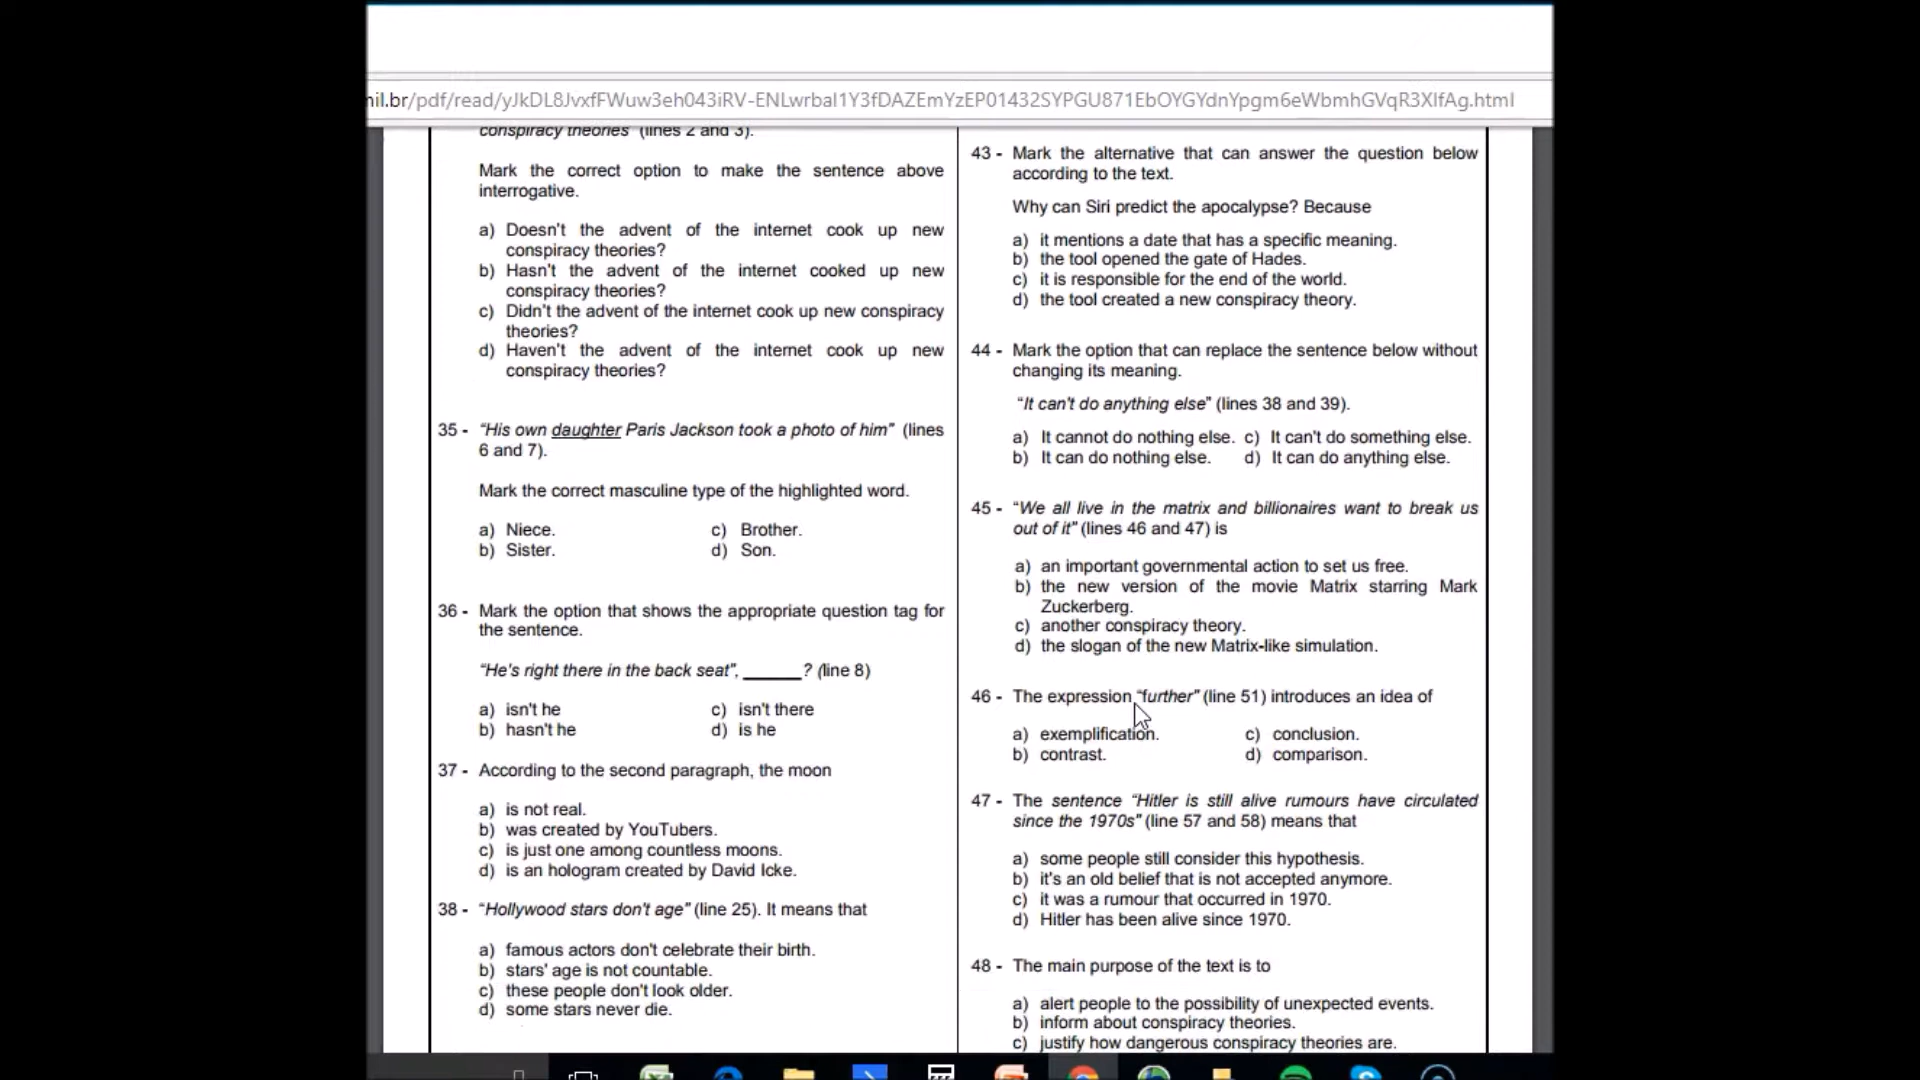 nil.br/pdf/read/yJkDL8JvxfFWuw3eh043iRV-ENLwrbal1Y3fDAZEmYzEP01432SYPGU871EbOYGYdnYpgm6eWbmhGVqR3XIfAg.html
conspiracy theories" (lines 2 and 3).
Mark the correct option to make the sentence above
interrogative.
a) Doesn't the advent of the internet cook up new
conspiracy theories?
b) Hasn't the advent of the internet cooked up new
conspiracy theories?
c) Didn't the advent of the internet cook up new conspiracy
theories?
d) Haven't the advent of the internet cook up new
conspiracy theories?
35 - "His own daughter Paris Jackson took a photo of him" (lines
6 and 7).
Mark the correct masculine type of the highlighted word.
a) Niece. c) Brother.
b) Sister. d) Son.
36 - Mark the option that shows the appropriate question tag for
the sentence.
"He's right there in the back seat", ______? (line 8)
a) isn't he c) isn't there
b) hasn't he d) is he
37 - According to the second paragraph, the moon
a) is not real.
b) was created by YouTubers.
c) is just one among countless moons.
d) is an hologram created by David Icke.
38 - "Hollywood stars don't age" (line 25). It means that
a) famous actors don't celebrate their birth.
b) stars' age is not countable.
c) these people don't look older.
d) some stars never die.
43 - Mark the alternative that can answer the question below
according to the text.
Why can Siri predict the apocalypse? Because
a) it mentions a date that has a specific meaning.
b) the tool opened the gate of Hades.
c) it is responsible for the end of the world.
d) the tool created a new conspiracy theory.
44 - Mark the option that can replace the sentence below without
changing its meaning.
"It can't do anything else" (lines 38 and 39).
a) It cannot do nothing else. c) It can't do something else.
b) It can do nothing else. d) It can do anything else.
45 - "We all live in the matrix and billionaires want to break us
out of it" (lines 46 and 47) is
a) an important governmental action to set us free.
b) the new version of the movie Matrix starring Mark
Zuckerberg.
c) another conspiracy theory.
d) the slogan of the new Matrix-like simulation.
46 - The expression "further" (line 51) introduces an idea of
a) exemplification. c) conclusion.
b) contrast. d) comparison.
47 - The sentence "Hitler is still alive rumours have circulated
since the 1970s" (line 57 and 58) means that
a) some people still consider this hypothesis.
b) it's an old belief that is not accepted anymore.
c) it was a rumour that occurred in 1970.
d) Hitler has been alive since 1970.
48 - The main purpose of the text is to
a) alert people to the possibility of unexpected events.
b) inform about conspiracy theories.
c) justify how dangerous conspiracy theories are.